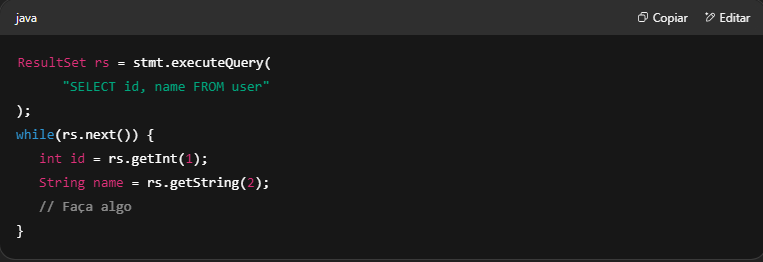 java
Copiar
Editar
ResultSet rs = stmt.executeQuery(
"SELECT id, name FROM user"
);
while(rs.next()) {
int id = rs.getInt(1);
String name = rs.getString(2);
// Faça algo
}